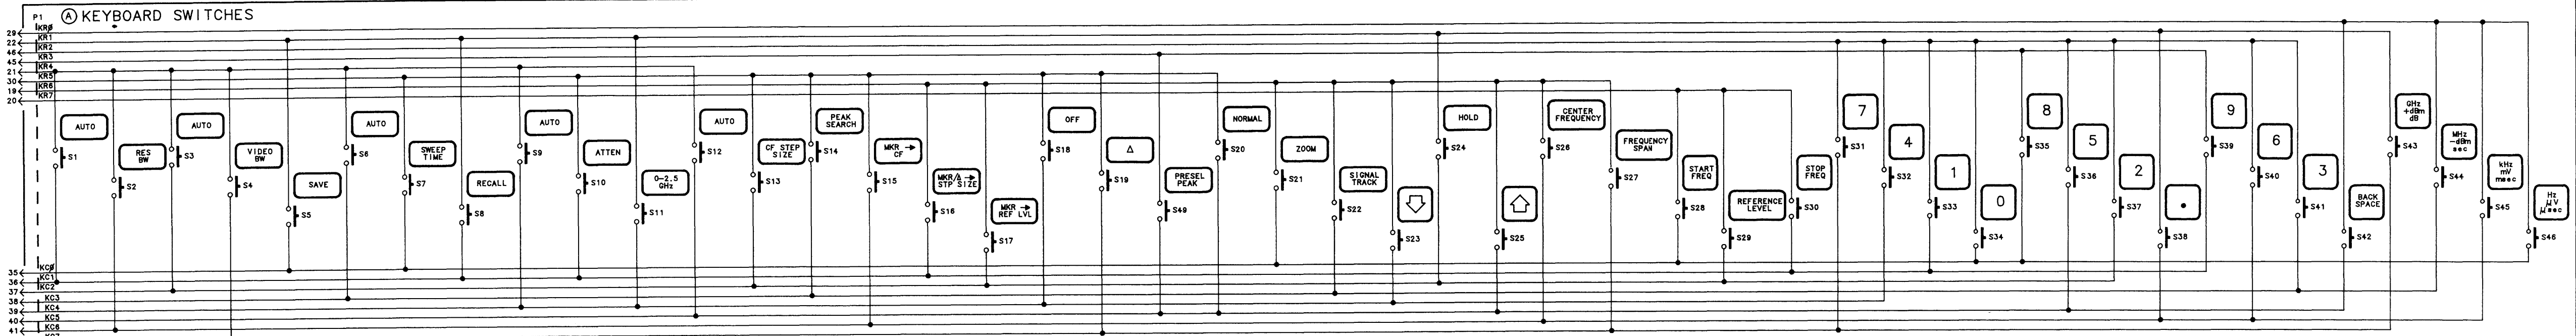 P1
Ⓐ KEYBOARD SWITCHES
29 KRØ
22 KR1
46 KR2
45 KR3
21 KR4
30 KR5
19 KR6
20 KR7
AUTO
S1
RES
BW
S2
AUTO
S3
VIDEO
BW
S4
SAVE
S5
AUTO
S6
SWEEP
TIME
S7
RECALL
S8
AUTO
S9
ATTEN
S10
0-2.5
GHz
S11
AUTO
S12
CF STEP
SIZE
S13
PEAK
SEARCH
S14
MKR →
CF
S15
MKR/Δ →
STP SIZE
S16
MKR →
REF LVL
S17
OFF
S18
Δ
S19
PRESEL
PEAK
S49
NORMAL
S20
ZOOM
S21
SIGNAL
TRACK
S22
⇩
S23
HOLD
S24
⇧
S25
CENTER
FREQUENCY
S26
FREQUENCY
SPAN
S27
START
FREQ
S28
REFERENCE
LEVEL
S29
STOP
FREQ
S30
7
S31
4
S32
1
S33
0
S34
8
S35
5
S36
2
S37
.
S38
9
S39
6
S40
3
S41
BACK
SPACE
S42
GHz
+dBm
dB
S43
MHz
-dBm
sec
S44
kHz
mV
msec
S45
Hz
μV
μsec
S46
35 KCØ
36 KC1
37 KC2
38 KC3
39 KC4
40 KC5
41 KC6
KC7